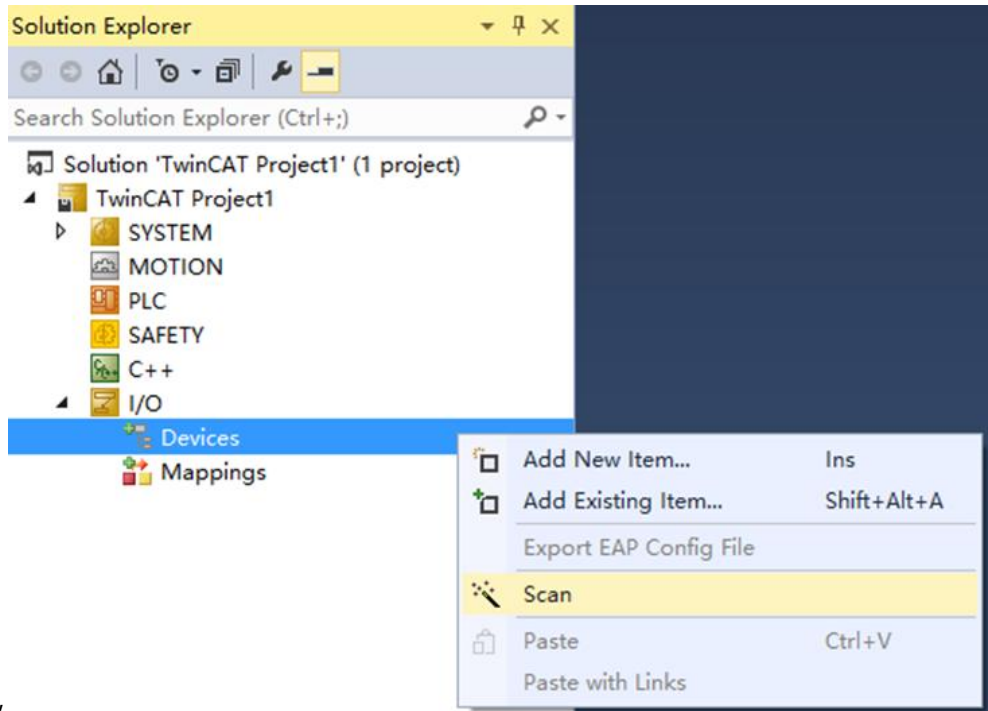 Solution Explorer
Search Solution Explorer (Ctrl+;)
Solution 'TwinCAT Project1' (1 project)
TwinCAT Project1
SYSTEM
MOTION
PLC
SAFETY
C++
I/O
Devices
Mappings
Add New Item... Ins
Add Existing Item... Shift+Alt+A
Export EAP Config File
Scan
Paste Ctrl+V
Paste with Links